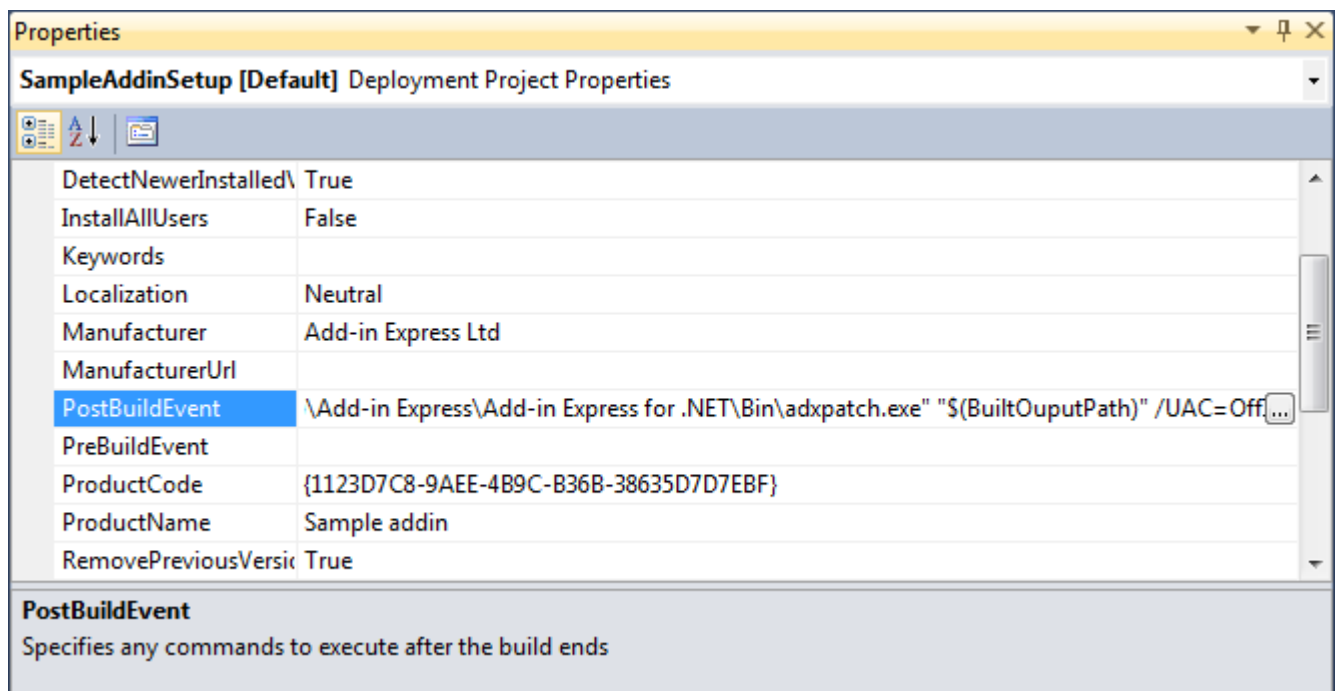 Properties
SampleAddinSetup [Default] Deployment Project Properties
DetectNewerInstalledV True
InstallAllUsers False
Keywords
Localization Neutral
Manufacturer Add-in Express Ltd
ManufacturerUrl
PostBuildEvent \Add-in Express\Add-in Express for .NET\Bin\adxpatch.exe" "$(BuiltOuputPath)" /UAC=Off ...
PreBuildEvent
ProductCode {1123D7C8-9AEE-4B9C-B36B-38635D7D7EBF}
ProductName Sample addin
RemovePreviousVersic True
PostBuildEvent
Specifies any commands to execute after the build ends